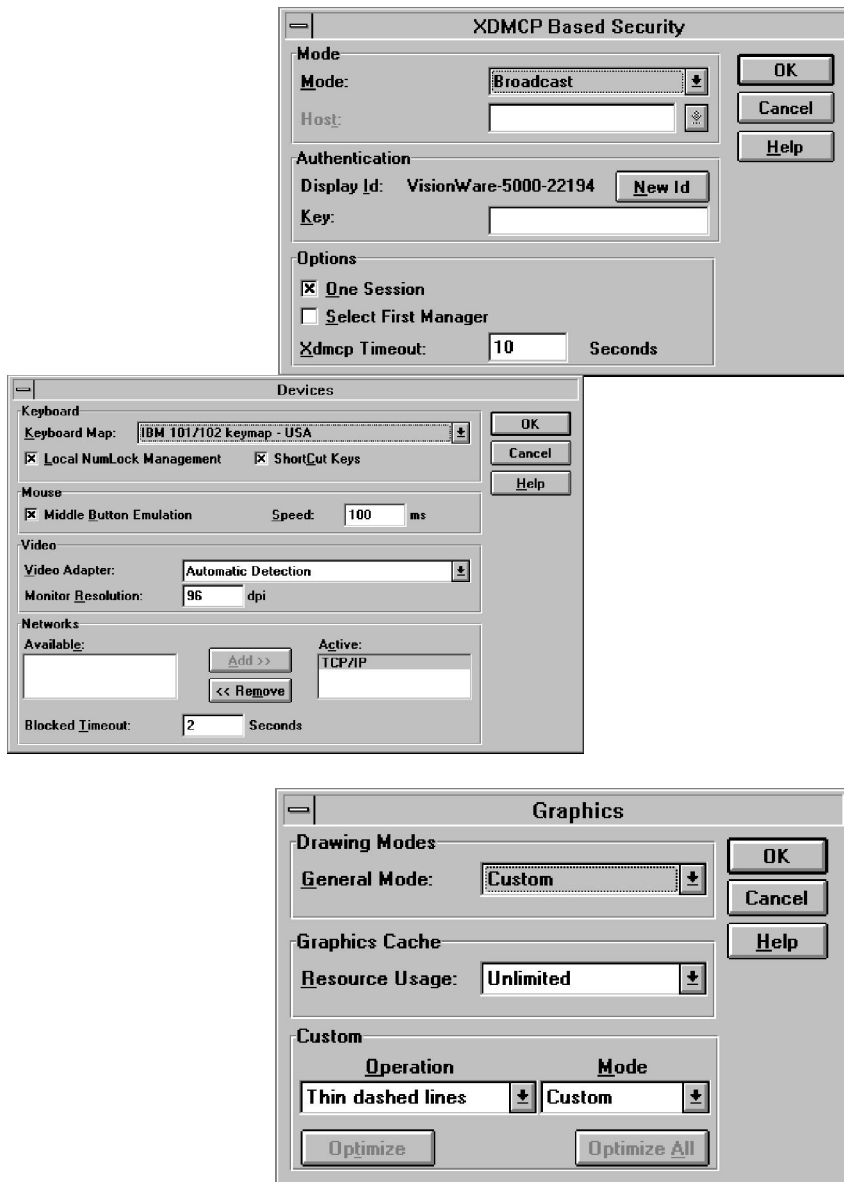 XDMCP Based Security
Mode
Mode: Broadcast
Host:
OK
Cancel
Help
Authentication
Display Id: VisionWare-5000-22194 New Id
Key:
Options
One Session
Select First Manager
Xdmcp Timeout: 10 Seconds
Devices
Keyboard
Keyboard Map: IBM 101/102 keymap - USA
Local NumLock Management ShortCut Keys
OK
Cancel
Help
Mouse
Middle Button Emulation Speed: 100 ms
Video
Video Adapter: Automatic Detection
Monitor Resolution: 96 dpi
Networks
Available: Active:
Add >> TCP/IP
<< Remove
Blocked Timeout: 2 Seconds
Graphics
Drawing Modes
General Mode: Custom
OK
Cancel
Help
Graphics Cache
Resource Usage: Unlimited
Custom
Operation Mode
Thin dashed lines Custom
Optimize Optimize All